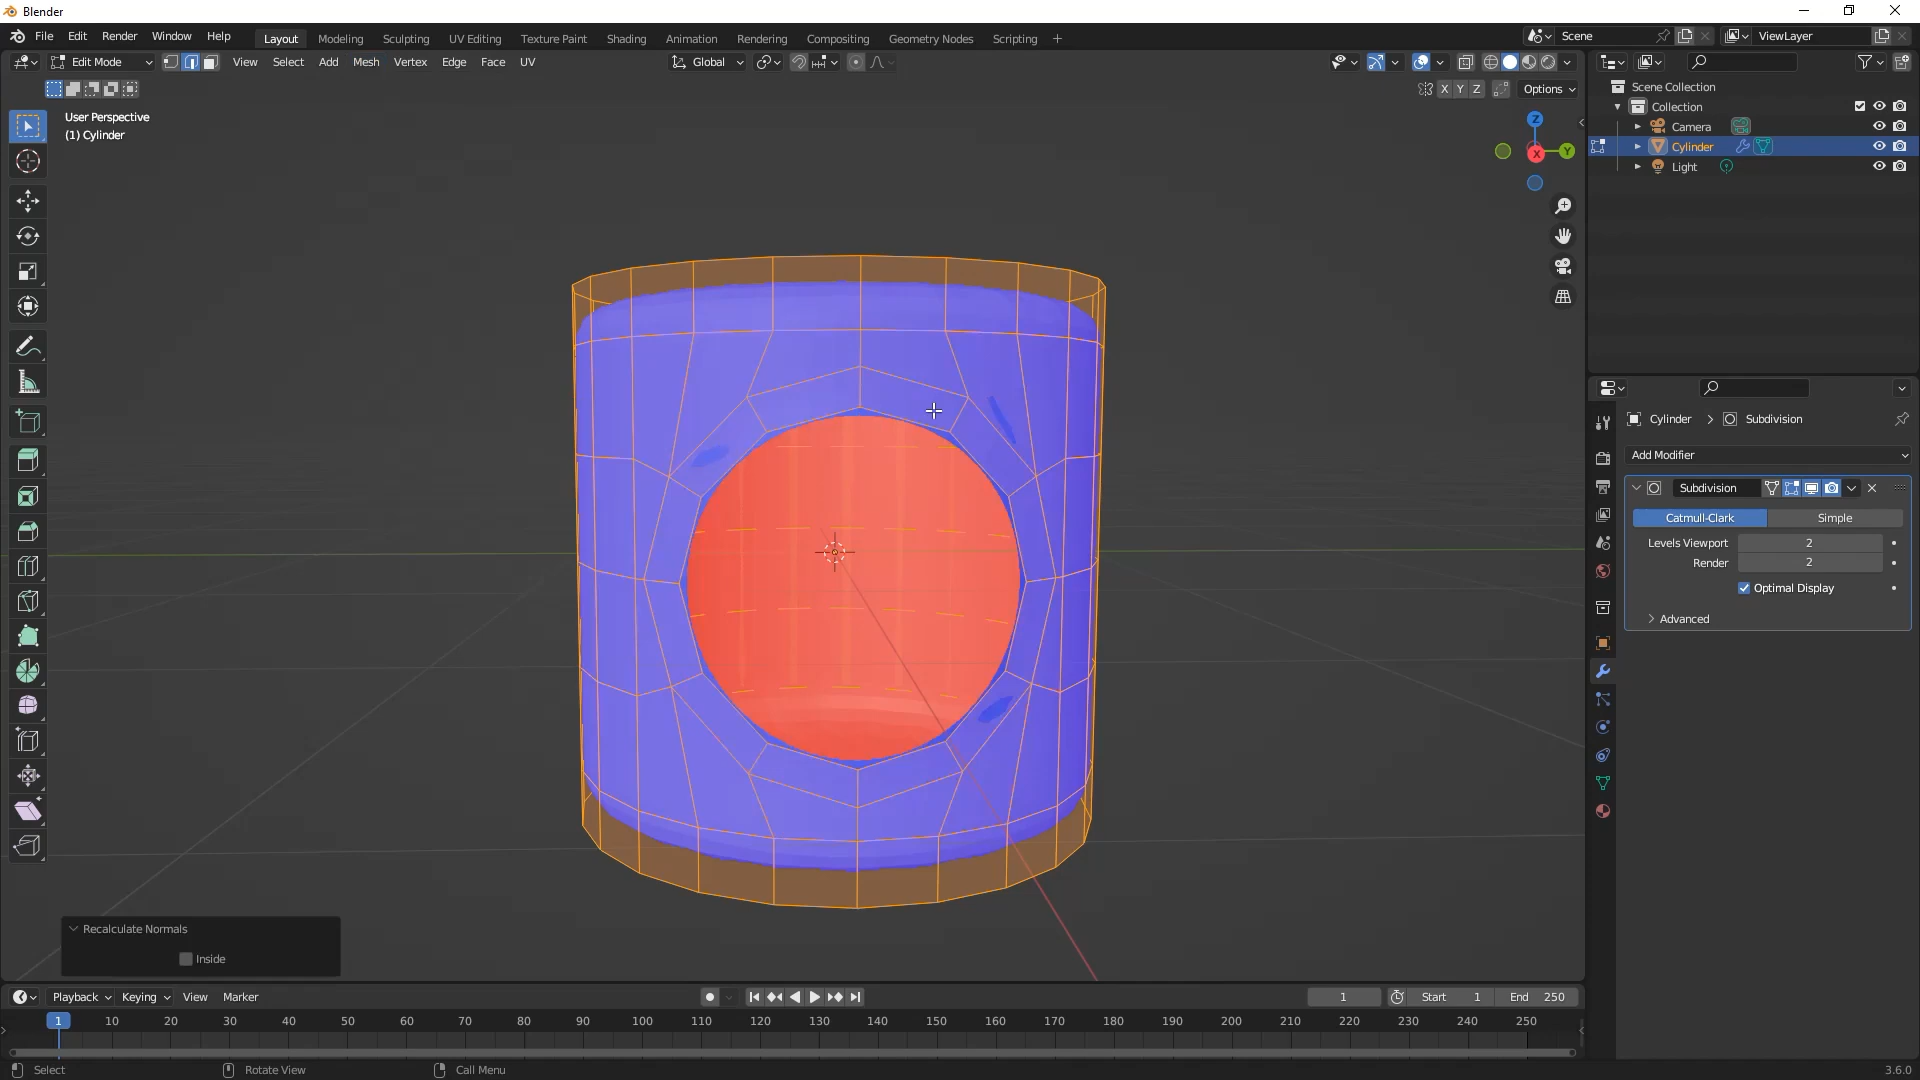 Blender
File Edit Render Window Help
Layout Modeling Sculpting UV Editing Texture Paint Shading Animation Rendering Compositing Geometry Nodes Scripting +
Scene
ViewLayer
Edit Mode View Select Add Mesh Vertex Edge Face UV
Global
X Y Z Options
User Perspective
(1) Cylinder
Z
X
Y
Scene Collection
Collection
Camera
Cylinder
Light
Cylinder > Subdivision
Add Modifier
Subdivision
Catmull-Clark Simple
Levels Viewport 2
Render 2
Optimal Display
Advanced
Recalculate Normals
Inside
Playback Keying View Marker
1 Start 1 End 250
1 10 20 30 40 50 60 70 80 90 100 110 120 130 140 150 160 170 180 190 200 210 220 230 240 250
Select Rotate View Call Menu 3.6.0